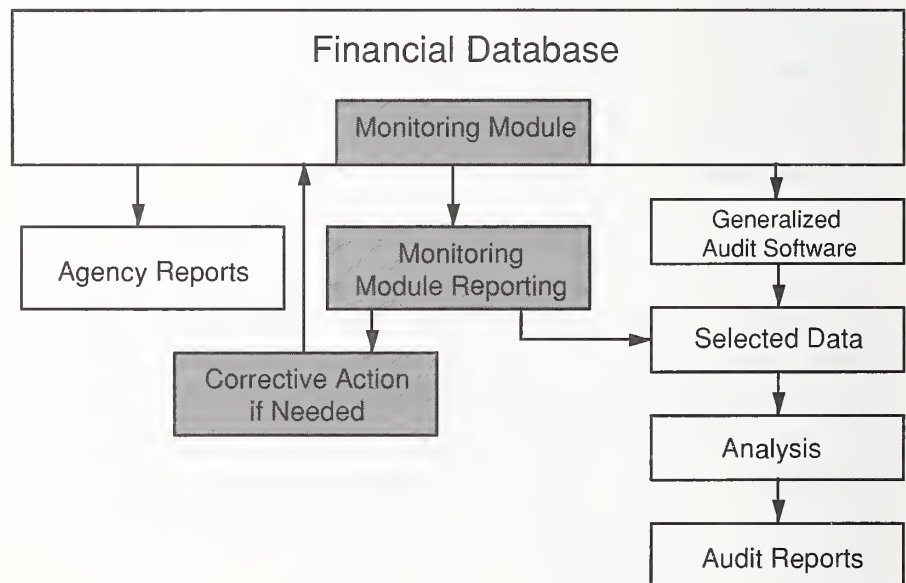 Financial Database
Monitoring Module
Agency Reports
Monitoring
Module Reporting
Generalized
Audit Software
Corrective Action
if Needed
Selected Data
Analysis
Audit Reports